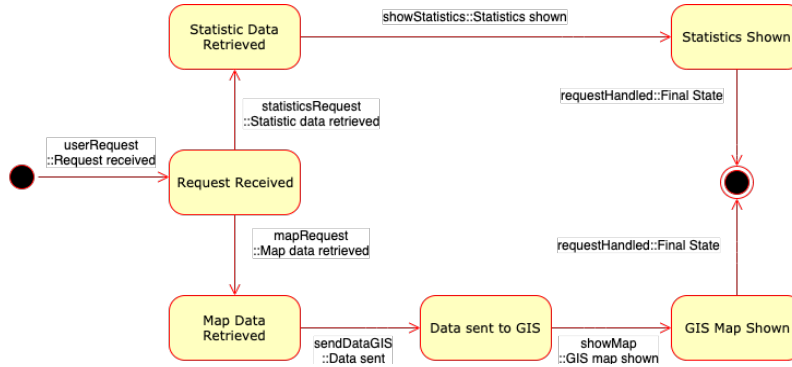 Statistic Data
Retrieved
showStatistics::Statistics shown
Statistics Shown
statisticsRequest
::Statistic data retrieved
requestHandled::Final State
userRequest
::Request received
Request Received
mapRequest
::Map data retrieved
requestHandled::Final State
Map Data
Retrieved
sendDataGIS
::Data sent
Data sent to GIS
showMap
::GIS map shown
GIS Map Shown